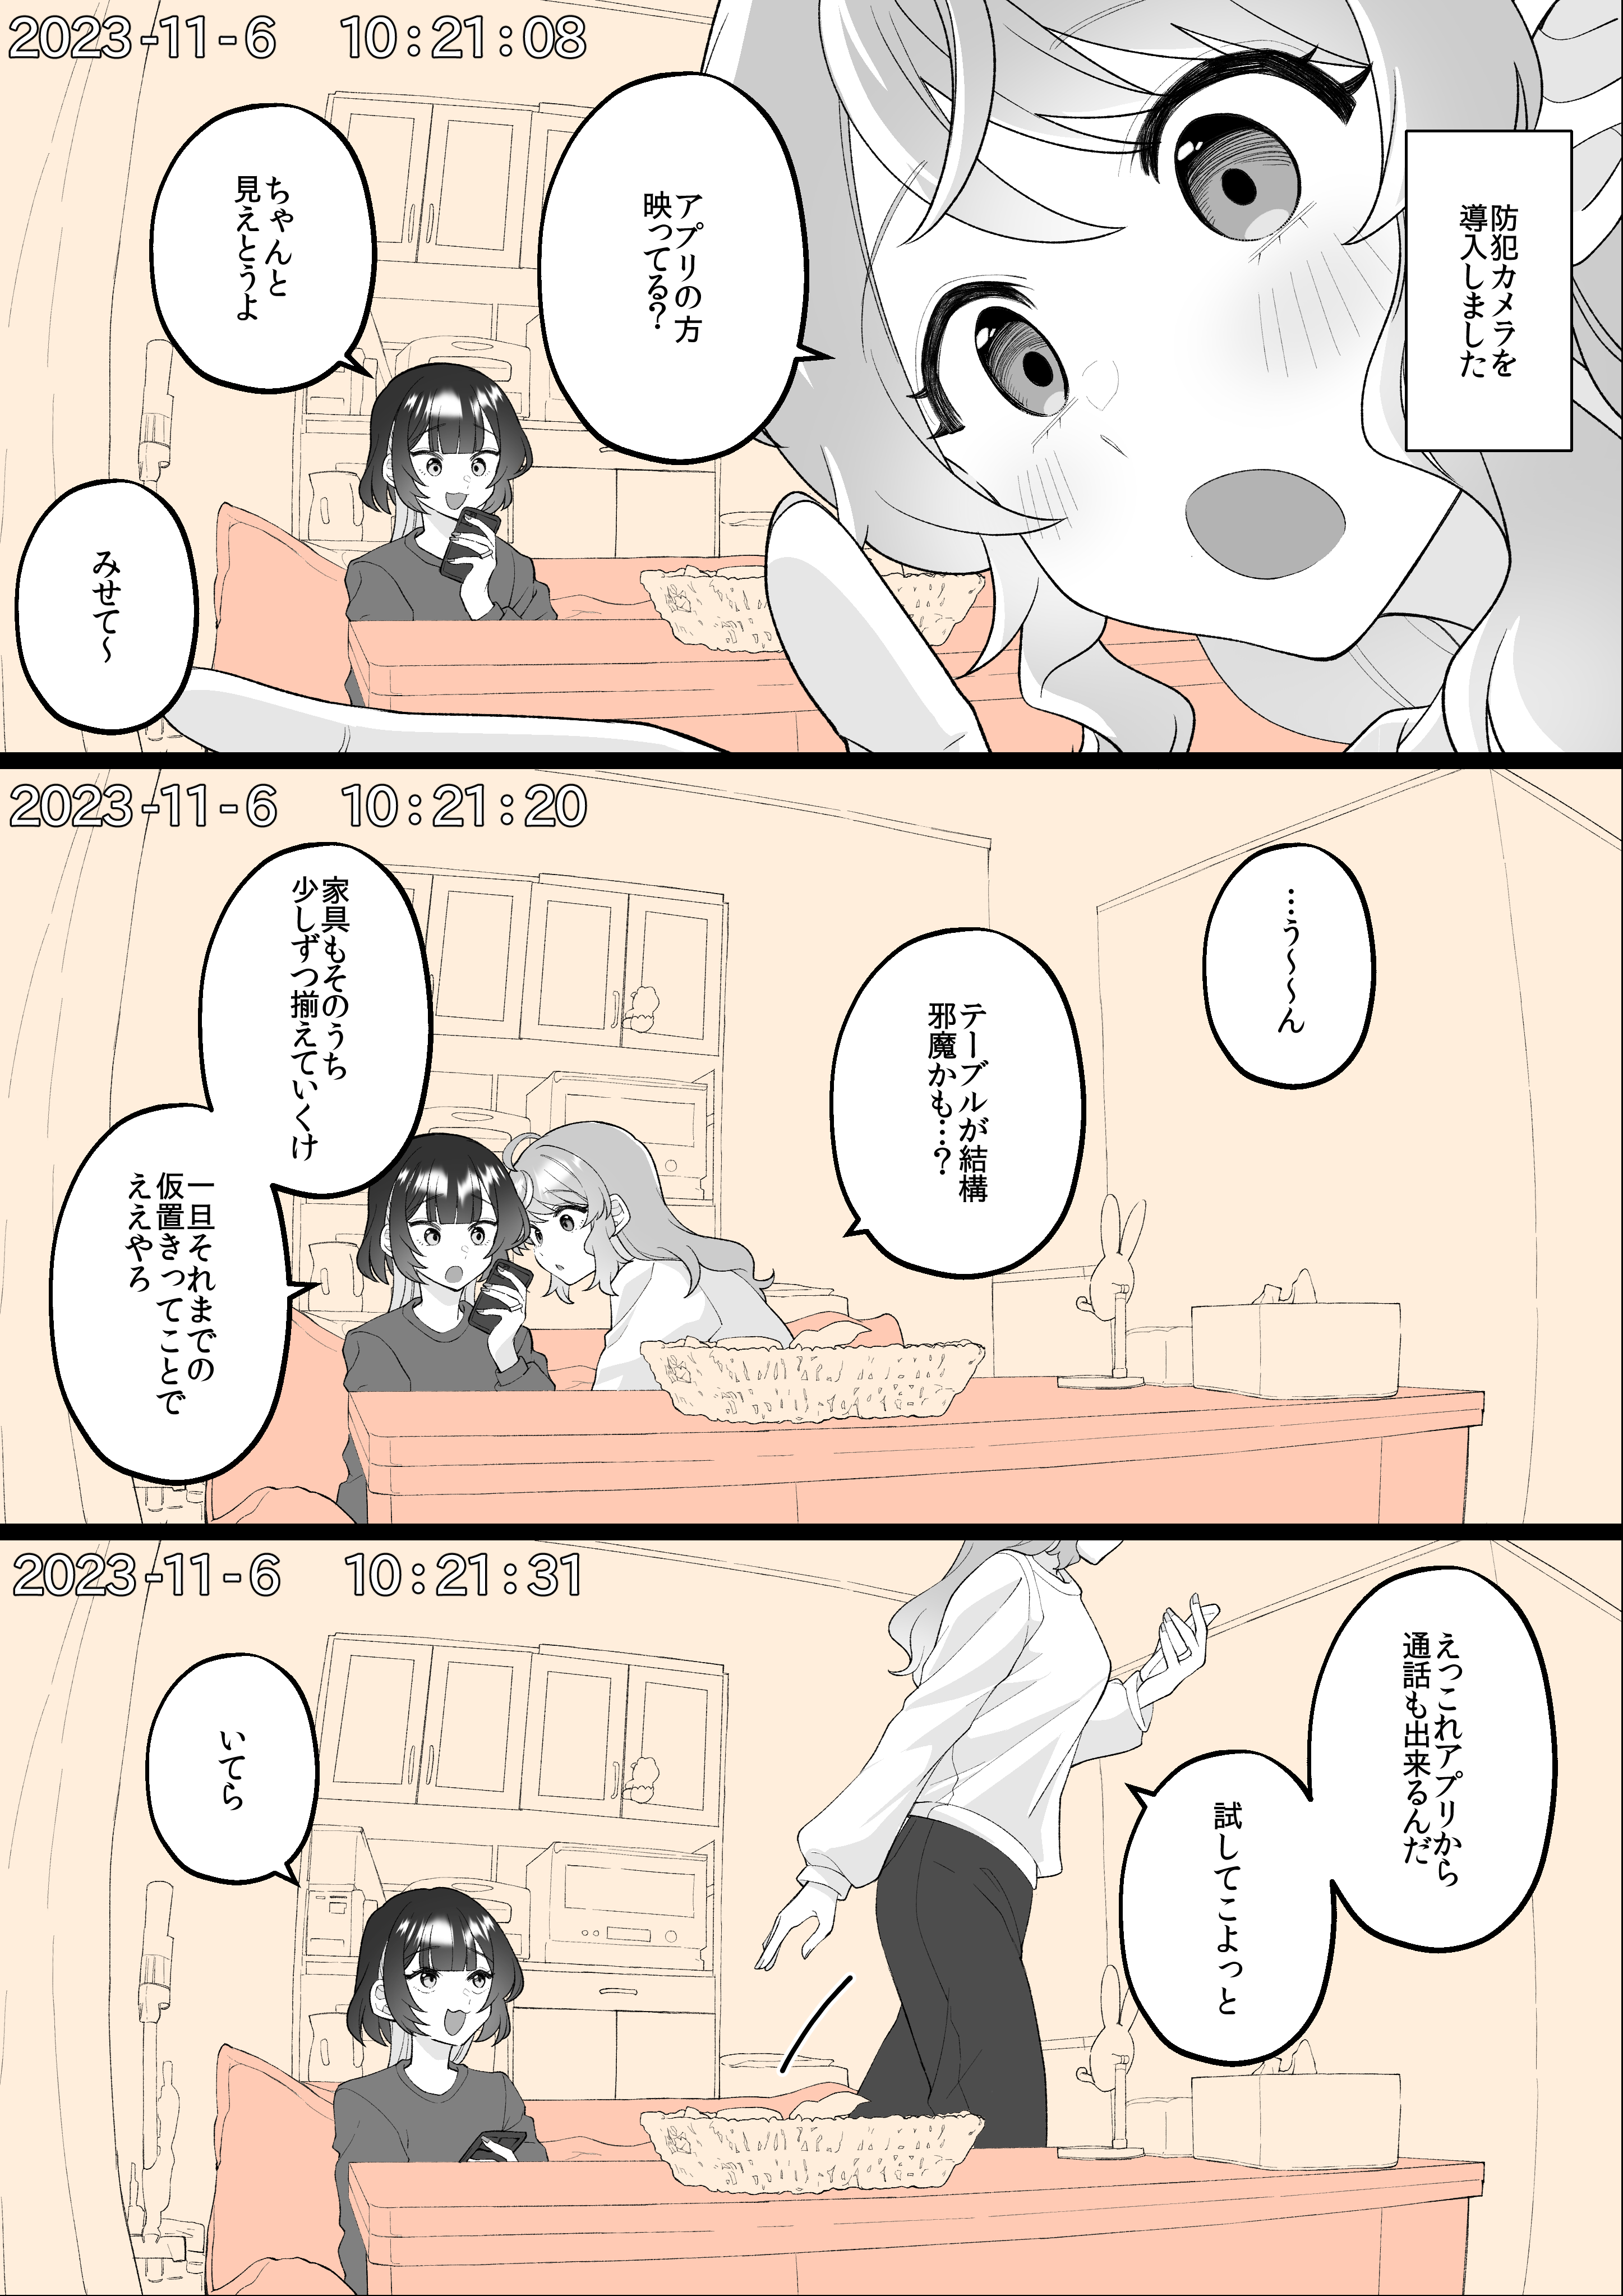 2023-11-6 10:21:08
防犯カメラを
導入しました
アプリの方
映ってる?
ちゃんと
見えとうよ
みせて〜
2023-11-6 10:21:20
…う〜〜ん
テーブルが結構
邪魔かも…?
家具もそのうち
少しずつ揃えていくけ
一旦それまでの
仮置きってことで
ええやろ
2023-11-6 10:21:31
えっこれアプリから
通話も出来るんだ
試してこよっと
いてら